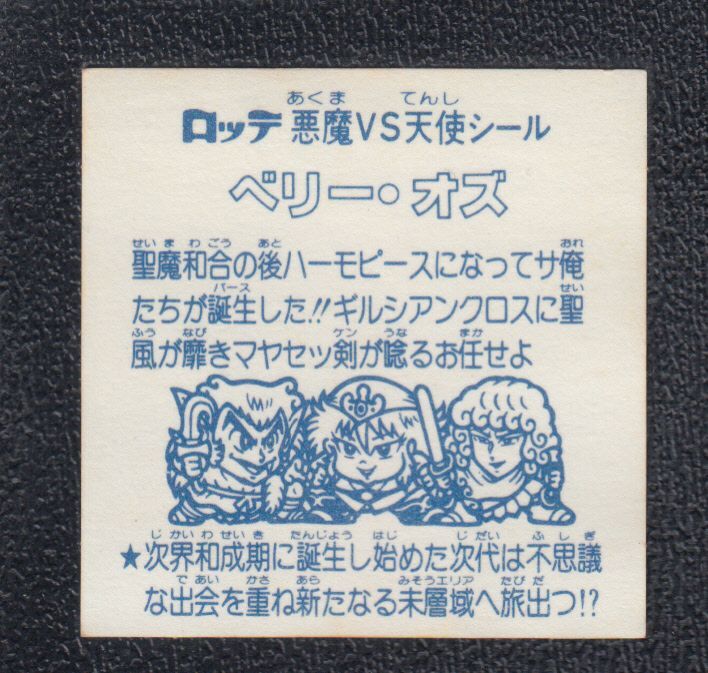 ロッテ 悪魔VS天使シール
ベリー・オズ
聖魔和合の後ハーモピースになってサ俺
たちが誕生した!!ギルシアンクロスに聖
風が靡きマヤセッ剣が唸るお任せよ
★次界和成期に誕生し始めた次代は不思議
な出会を重ね新たなる未層域へ旅出つ!?